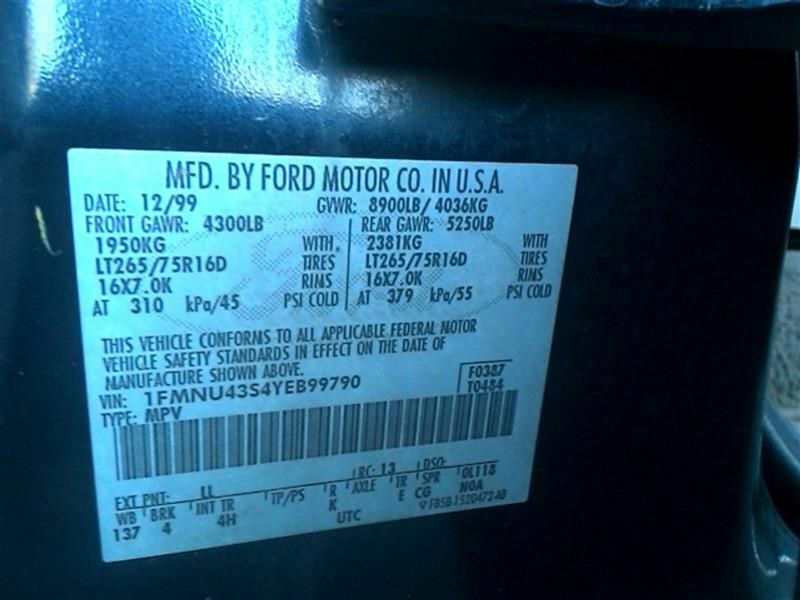 MFD. BY FORD MOTOR CO. IN U.S.A.
DATE: 12/99 GVWR: 8900LB/ 4036KG
FRONT GAWR: 4300LB REAR GAWR: 5250LB
1950KG WITH 2381KG WITH
LT265/75R16D TIRES LT265/75R16D TIRES
16X7.0K RIMS 16X7.0K RIMS
AT 310 kPa/45 PSI COLD AT 379 kPa/55 PSI COLD
THIS VEHICLE CONFORMS TO ALL APPLICABLE FEDERAL MOTOR
VEHICLE SAFETY STANDARDS IN EFFECT ON THE DATE OF
MANUFACTURE SHOWN ABOVE.
VIN: 1FMNU43S4YEB99790 F0387
TYPE: MPV T0484
EXT PNT: LL RC: 13 DSO:
WB BRK INT TR TP/PS R AXLE TR SPR OL118
137 4 4H K UTC E CG NOA